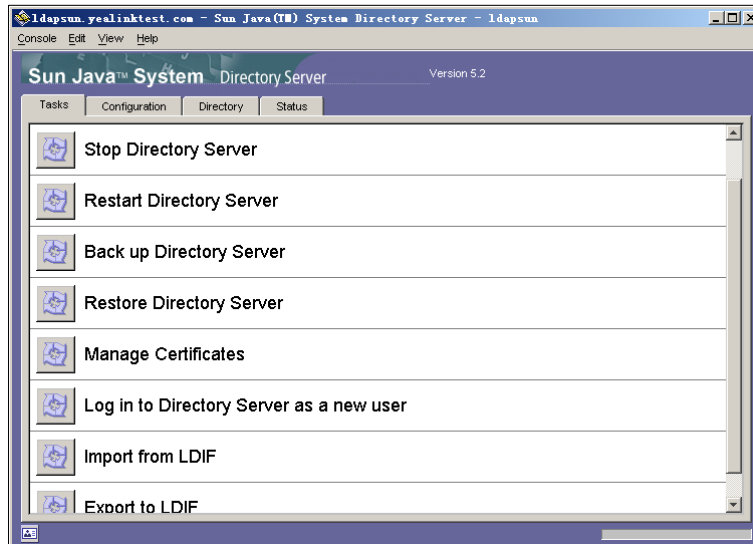 ldapsun.yealinktest.com - Sun Java(TM) System Directory Server - ldapsun
Console Edit View Help
Sun Java™ System Directory Server Version 5.2
Tasks Configuration Directory Status
Stop Directory Server
Restart Directory Server
Back up Directory Server
Restore Directory Server
Manage Certificates
Log in to Directory Server as a new user
Import from LDIF
Export to LDIF